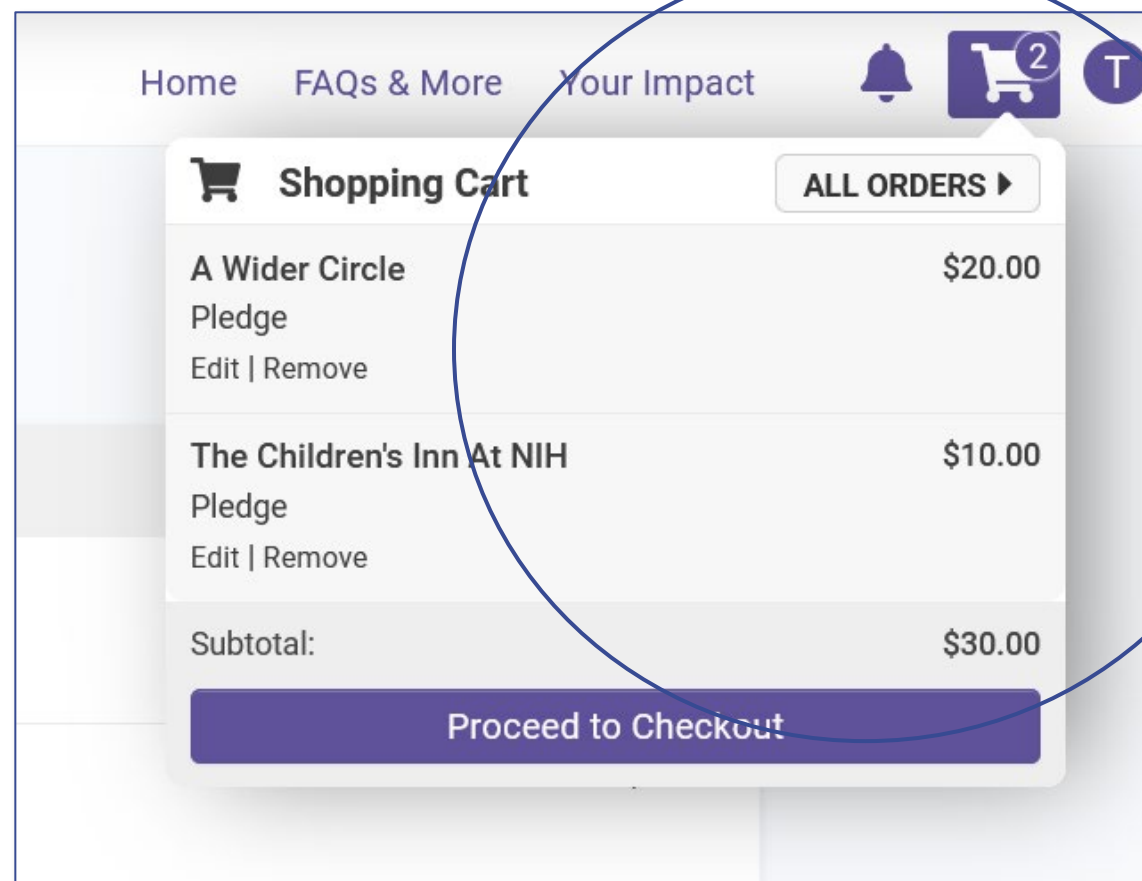 Home FAQs & More Your Impact 2 T
Shopping Cart ALL ORDERS
A Wider Circle $20.00
Pledge
Edit | Remove
The Children's Inn At NIH $10.00
Pledge
Edit | Remove
Subtotal: $30.00
Proceed to Checkout